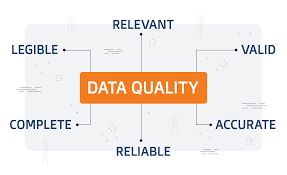 RELEVANT
LEGIBLE
VALID
DATA QUALITY
COMPLETE
ACCURATE
RELIABLE